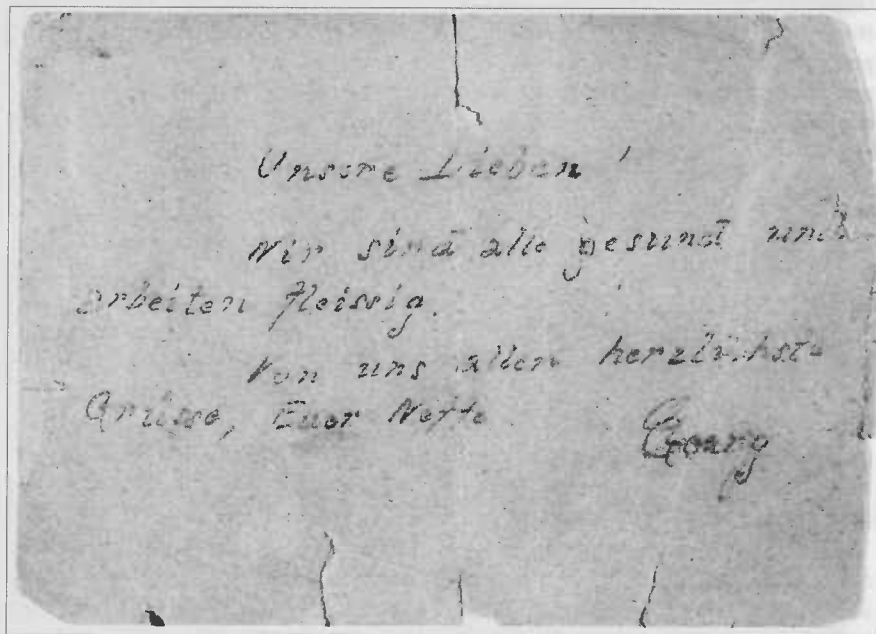 Unsere Lieben!
Wir sind alle gesund und
arbeiten fleissig.
Von uns allen herzlichste
Grüsse, Euer Neffe
Georg